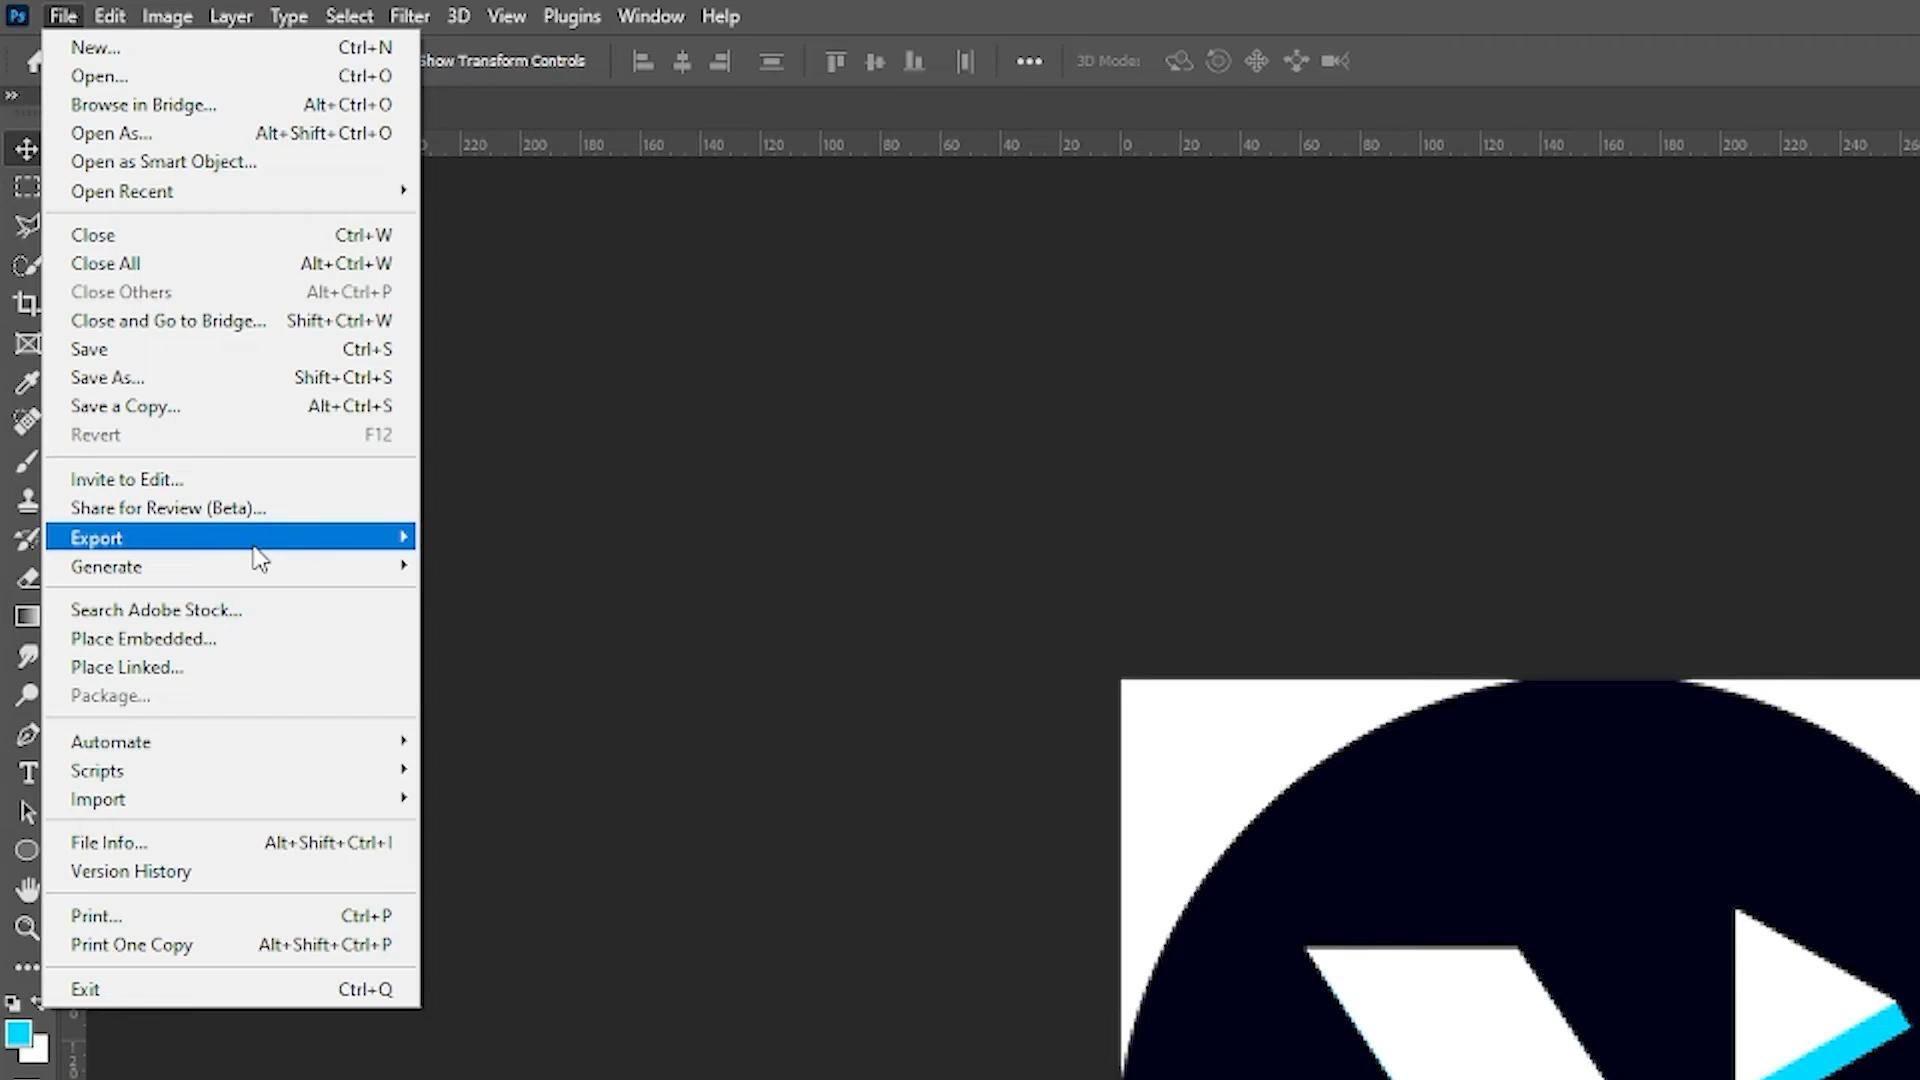 Ps File Edit Image Layer Type Select Filter 3D View Plugins Window Help
Show Transform Controls 3D Mode:
220 200 180 160 140 120 100 80 60 40 20 0 20 40 60 80 100 120 140 160 180 200 220 240
New... Ctrl+N
Open... Ctrl+O
Browse in Bridge... Alt+Ctrl+O
Open As... Alt+Shift+Ctrl+O
Open as Smart Object...
Open Recent
Close Ctrl+W
Close All Alt+Ctrl+W
Close Others Alt+Ctrl+P
Close and Go to Bridge... Shift+Ctrl+W
Save Ctrl+S
Save As... Shift+Ctrl+S
Save a Copy... Alt+Ctrl+S
Revert F12
Invite to Edit...
Share for Review (Beta)...
Export
Generate
Search Adobe Stock...
Place Embedded...
Place Linked...
Package...
Automate
Scripts
Import
File Info... Alt+Shift+Ctrl+I
Version History
Print... Ctrl+P
Print One Copy Alt+Shift+Ctrl+P
Exit Ctrl+Q